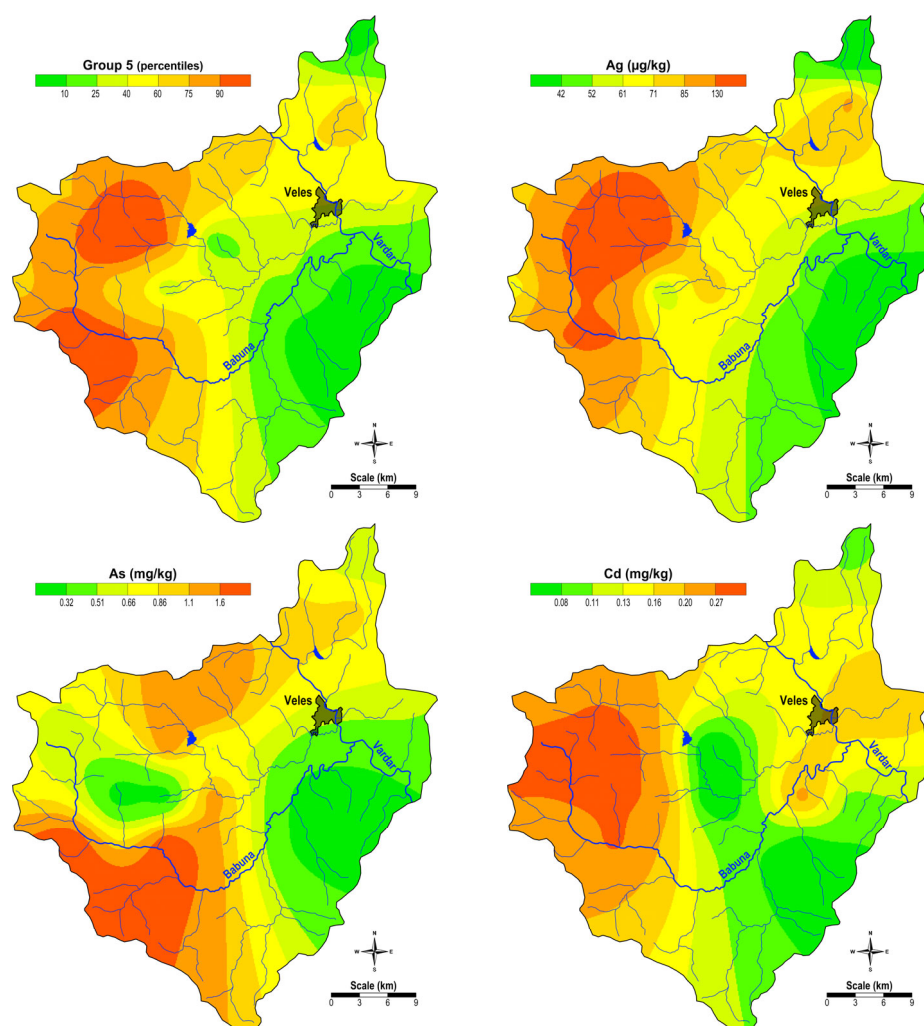 Group 5 (percentiles)
10 25 40 60 75 90
Veles
Vardar
Babuna
N
W E
S
Scale (km)
0 3 6 9
Ag (µg/kg)
42 52 61 71 85 130
Veles
Vardar
Babuna
N
W E
S
Scale (km)
0 3 6 9
As (mg/kg)
0.32 0.51 0.66 0.86 1.1 1.6
Veles
Vardar
Babuna
N
W E
S
Scale (km)
0 3 6 9
Cd (mg/kg)
0.08 0.11 0.13 0.16 0.20 0.27
Veles
Vardar
Babuna
N
W E
S
Scale (km)
0 3 6 9